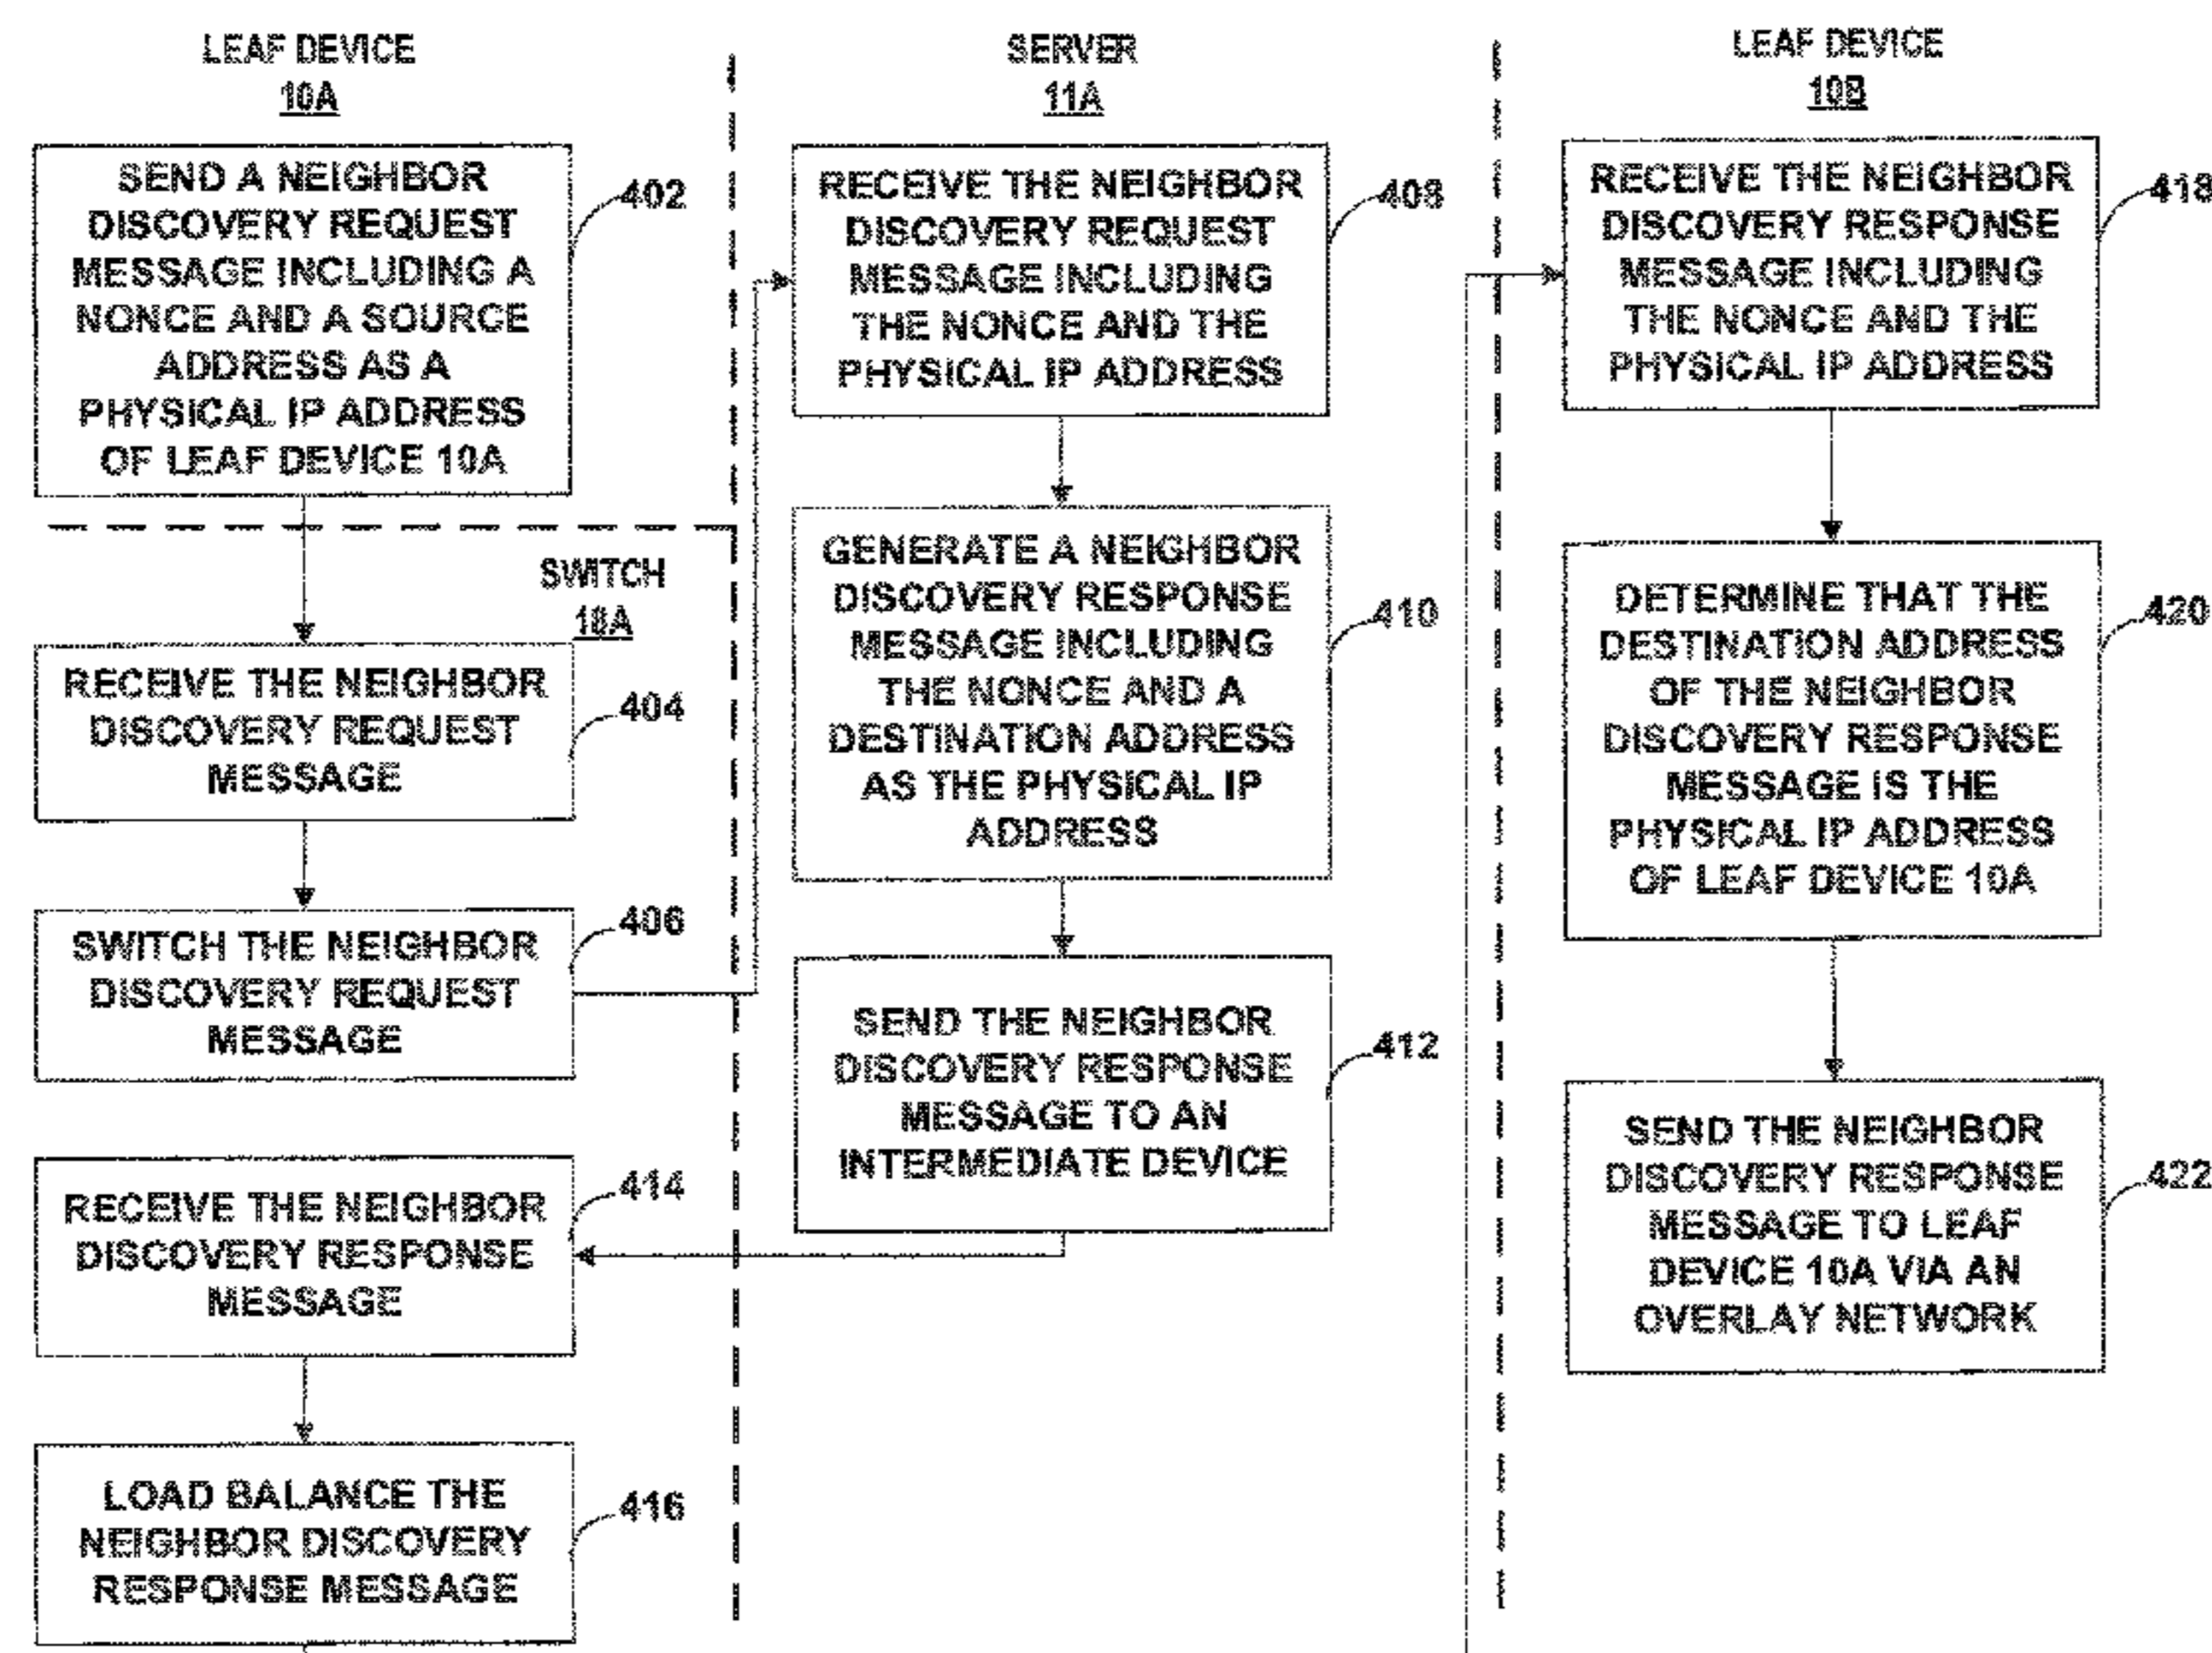 LEAF DEVICE
10A
SEND A NEIGHBOR
DISCOVERY REQUEST
MESSAGE INCLUDING A
NONCE AND A SOURCE
ADDRESS AS A
PHYSICAL IP ADDRESS
OF LEAF DEVICE 10A
402
SWITCH
18A
RECEIVE THE NEIGHBOR
DISCOVERY REQUEST
MESSAGE
404
SWITCH THE NEIGHBOR
DISCOVERY REQUEST
MESSAGE
406
RECEIVE THE NEIGHBOR
DISCOVERY RESPONSE
MESSAGE
414
LOAD BALANCE THE
NEIGHBOR DISCOVERY
RESPONSE MESSAGE
416
SERVER
11A
RECEIVE THE NEIGHBOR
DISCOVERY REQUEST
MESSAGE INCLUDING
THE NONCE AND THE
PHYSICAL IP ADDRESS
408
GENERATE A NEIGHBOR
DISCOVERY RESPONSE
MESSAGE INCLUDING
THE NONCE AND A
DESTINATION ADDRESS
AS THE PHYSICAL IP
ADDRESS
410
SEND THE NEIGHBOR
DISCOVERY RESPONSE
MESSAGE TO AN
INTERMEDIATE DEVICE
412
LEAF DEVICE
10B
RECEIVE THE NEIGHBOR
DISCOVERY RESPONSE
MESSAGE INCLUDING
THE NONCE AND THE
PHYSICAL IP ADDRESS
418
DETERMINE THAT THE
DESTINATION ADDRESS
OF THE NEIGHBOR
DISCOVERY RESPONSE
MESSAGE IS THE
PHYSICAL IP ADDRESS
OF LEAF DEVICE 10A
420
SEND THE NEIGHBOR
DISCOVERY RESPONSE
MESSAGE TO LEAF
DEVICE 10A VIA AN
OVERLAY NETWORK
422